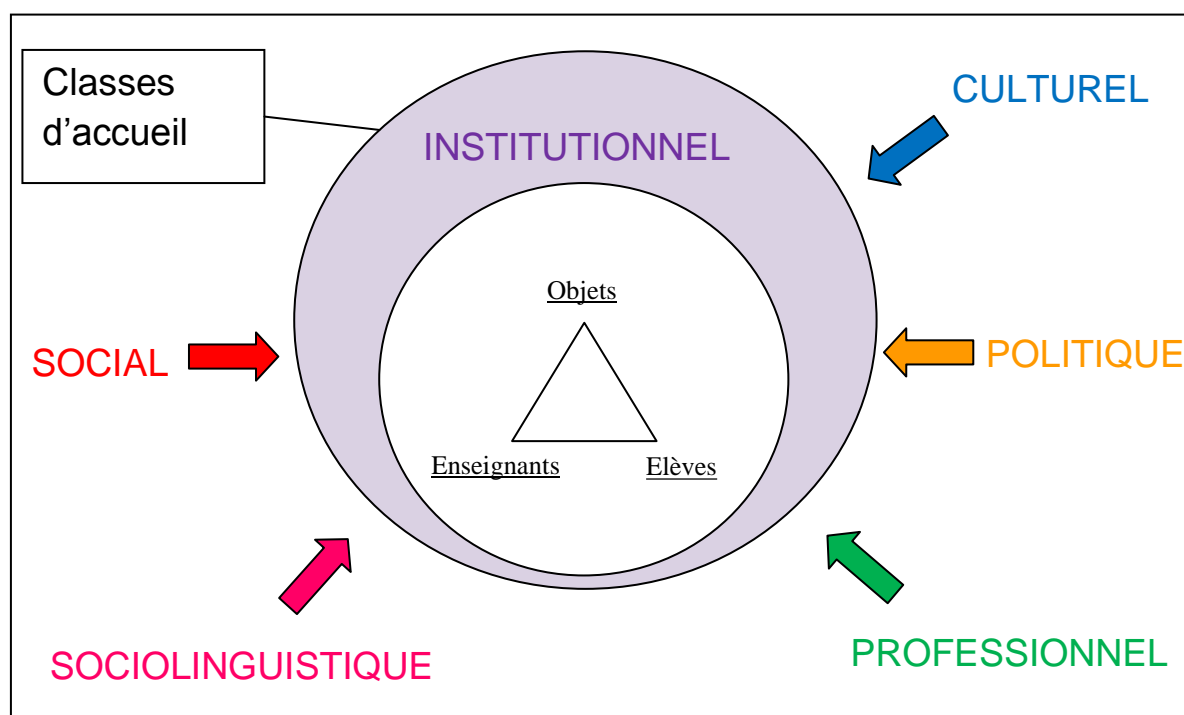 Classes
d’accueil
INSTITUTIONNEL
CULTUREL
Objets
SOCIAL
POLITIQUE
Enseignants
Elèves
SOCIOLINGUISTIQUE
PROFESSIONNEL